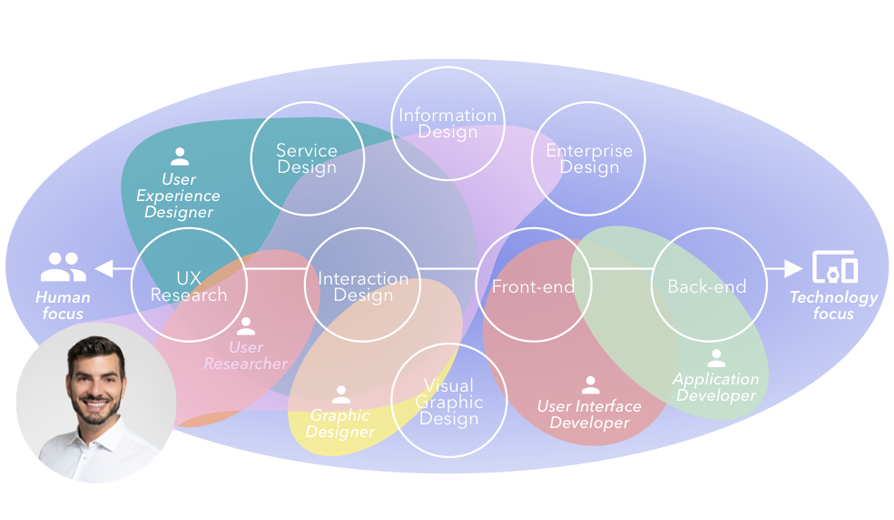 Information
Design
Service
Design
Enterprise
Design
User
Experience
Designer
UX
Research
Interaction
Design
Front-end
Back-end
Human
focus
Technology
focus
User
Researcher
Visual
Graphic
Design
Graphic
Designer
User Interface
Developer
Application
Developer